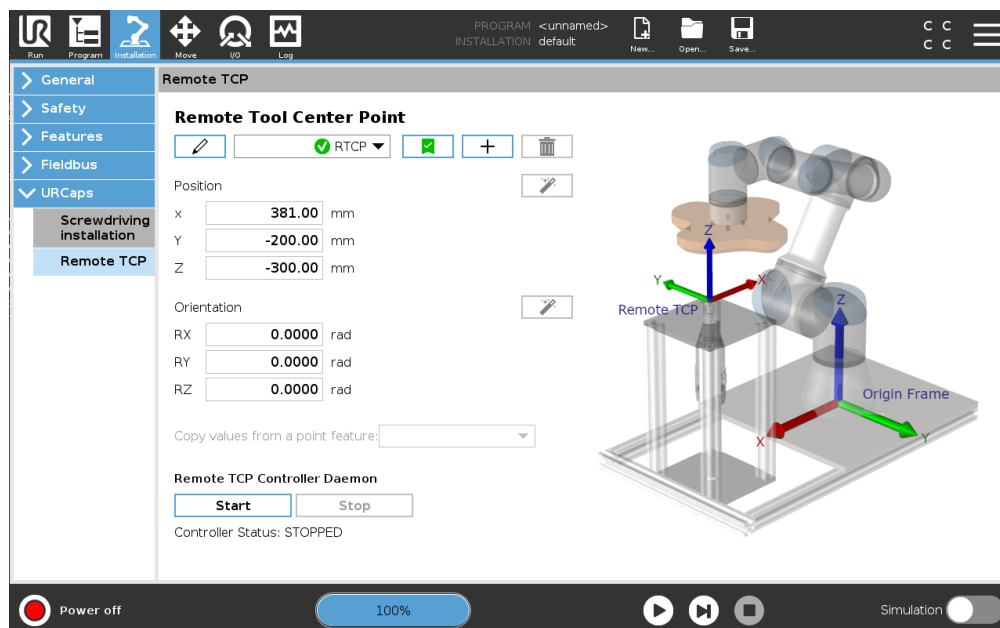 UR
Run
Program
Installation
Move
I/O
Log
PROGRAM <unnamed>
INSTALLATION default
New...
Open...
Save...
C C
C C
General
Safety
Features
Fieldbus
URCaps
Screwdriving
installation
Remote TCP
Remote TCP
Remote Tool Center Point
RTCP
Position
X 381.00 mm
Y -200.00 mm
Z -300.00 mm
Orientation
RX 0.0000 rad
RY 0.0000 rad
RZ 0.0000 rad
Copy values from a point feature:
Remote TCP Controller Daemon
Start
Stop
Controller Status: STOPPED
Z
Y
X
Remote TCP
Z
Origin Frame
X
Y
Power off
100%
Simulation